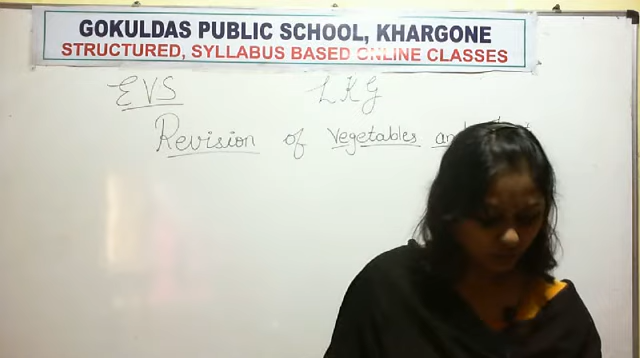 GOKULDAS PUBLIC SCHOOL, KHARGONE
STRUCTURED, SYLLABUS BASED ONLINE CLASSES
EVS LKG
Revision of vegetables